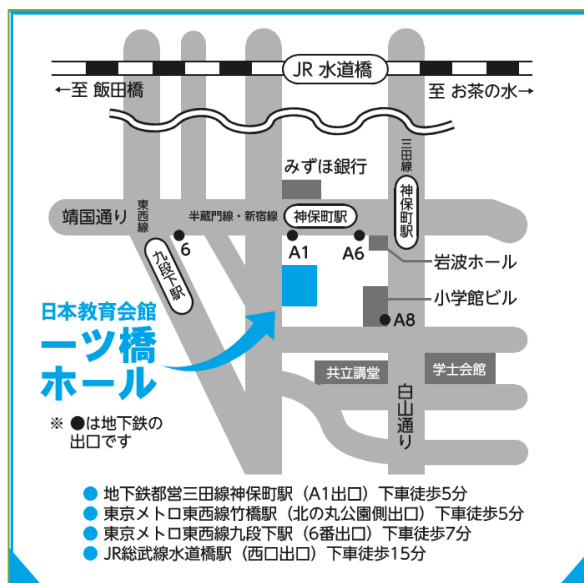 JR 水道橋
←至 飯田橋
至 お茶の水→
みずほ銀行
三田線
神保町駅
靖国通り
東西線
半蔵門線・新宿線
神保町駅
九段下駅
6
A1
A6
岩波ホール
小学館ビル
A8
日本教育会館
一ツ橋
ホール
共立講堂
学士会館
白山通り
※ ●は地下鉄の
出口です
● 地下鉄都営三田線神保町駅（A1出口）下車徒歩5分
● 東京メトロ東西線竹橋駅（北の丸公園側出口）下車徒歩5分
● 東京メトロ東西線九段下駅（6番出口）下車徒歩7分
● JR総武線水道橋駅（西口出口）下車徒歩15分